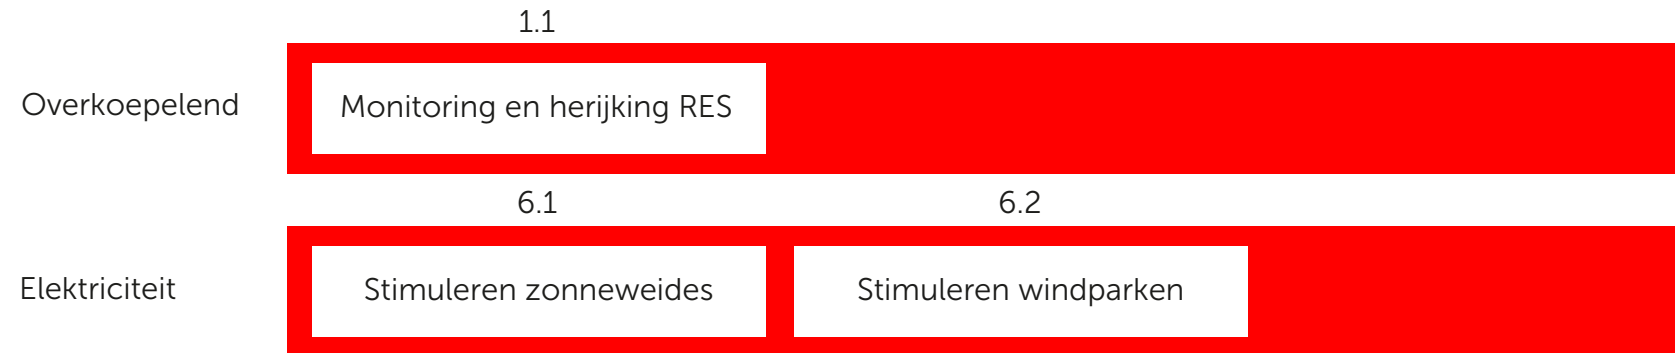 1.1
Overkoepelend
Monitoring en herijking RES
6.1
6.2
Elektriciteit
Stimuleren zonneweides
Stimuleren windparken